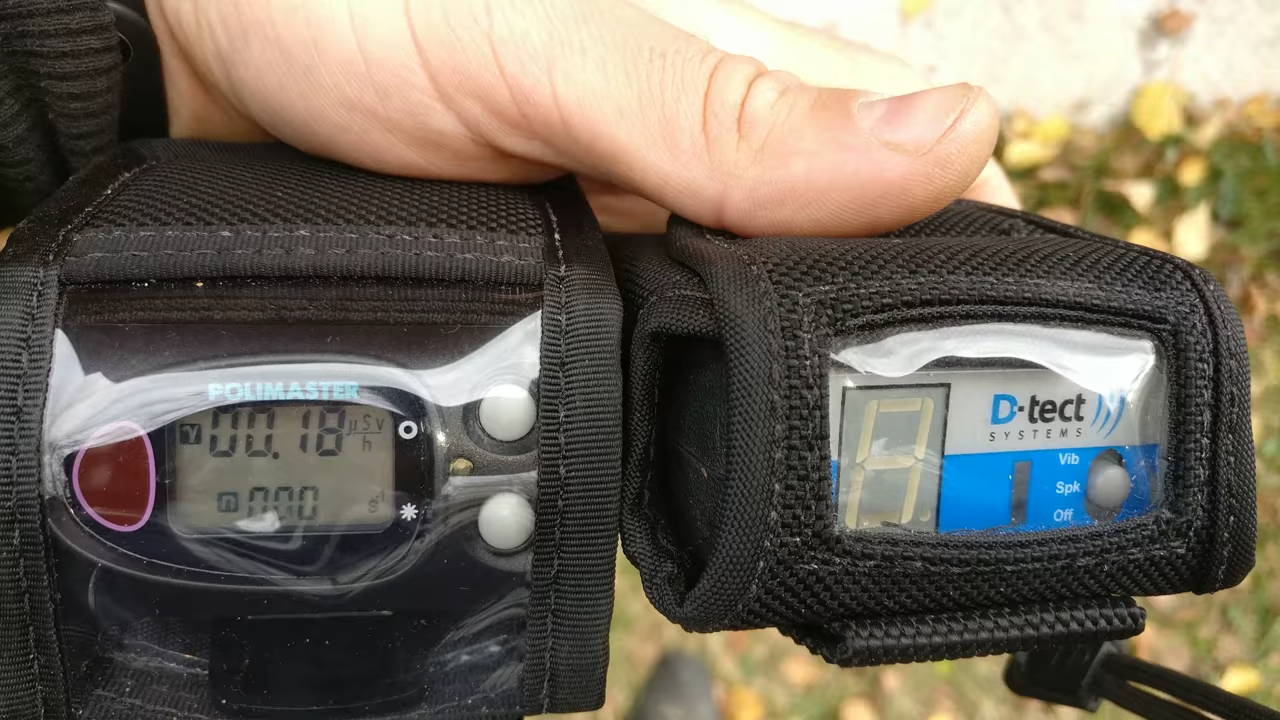 POLIMASTER
γ 00.18 µSv/h
n 0.00 s⁻¹
D-tect
SYSTEMS
Vib
Spk
Off